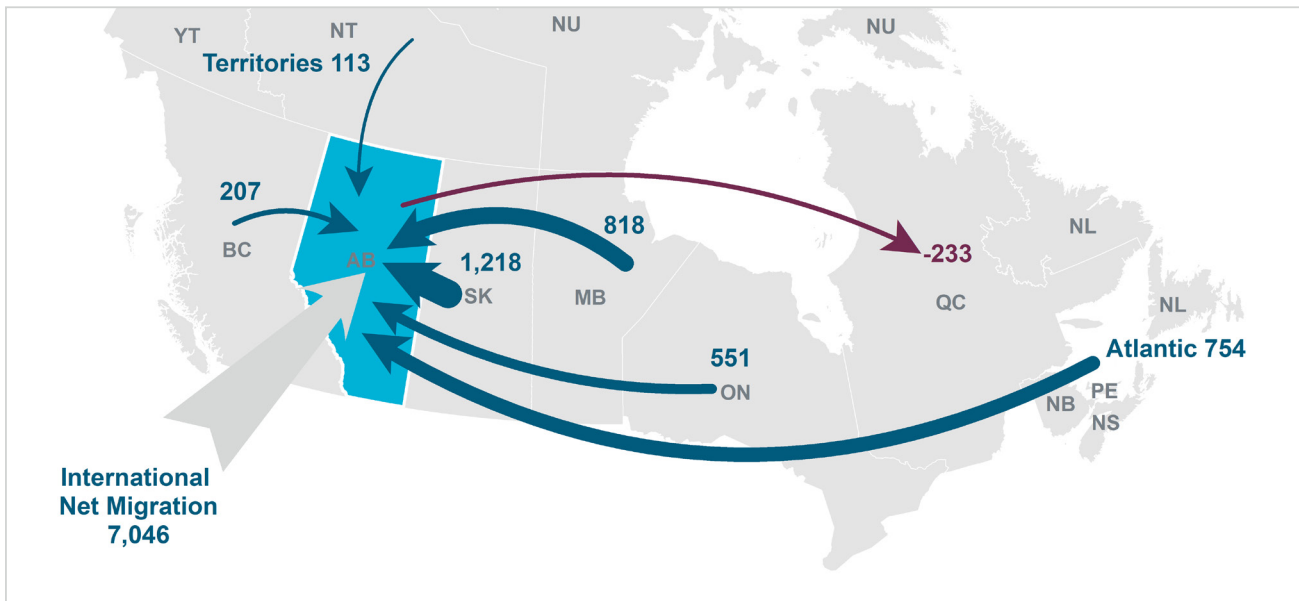 YT
NT
NU
NU
Territories 113
207
BC
AB
818
1,218
SK
MB
-233
QC
NL
NL
551
ON
Atlantic 754
NB
PE
NS
International
Net Migration
7,046